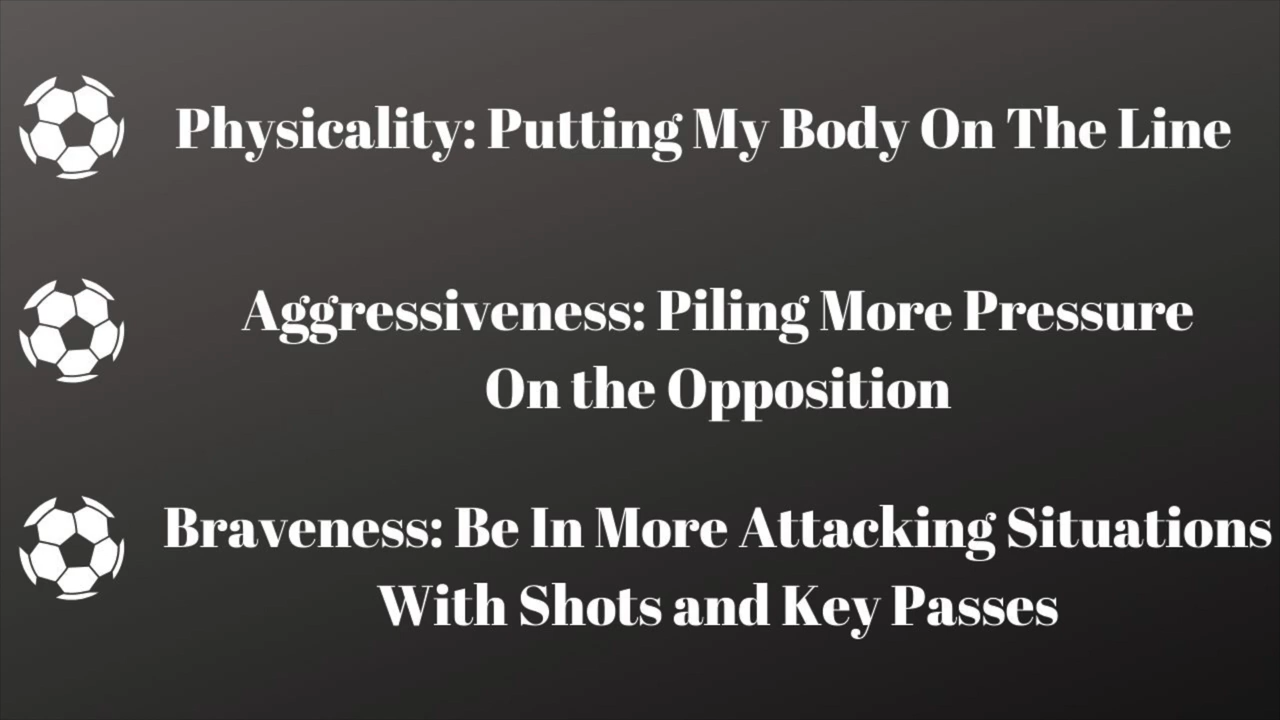 Physicality: Putting My Body On The Line
Aggressiveness: Piling More Pressure
On the Opposition
Braveness: Be In More Attacking Situations
With Shots and Key Passes